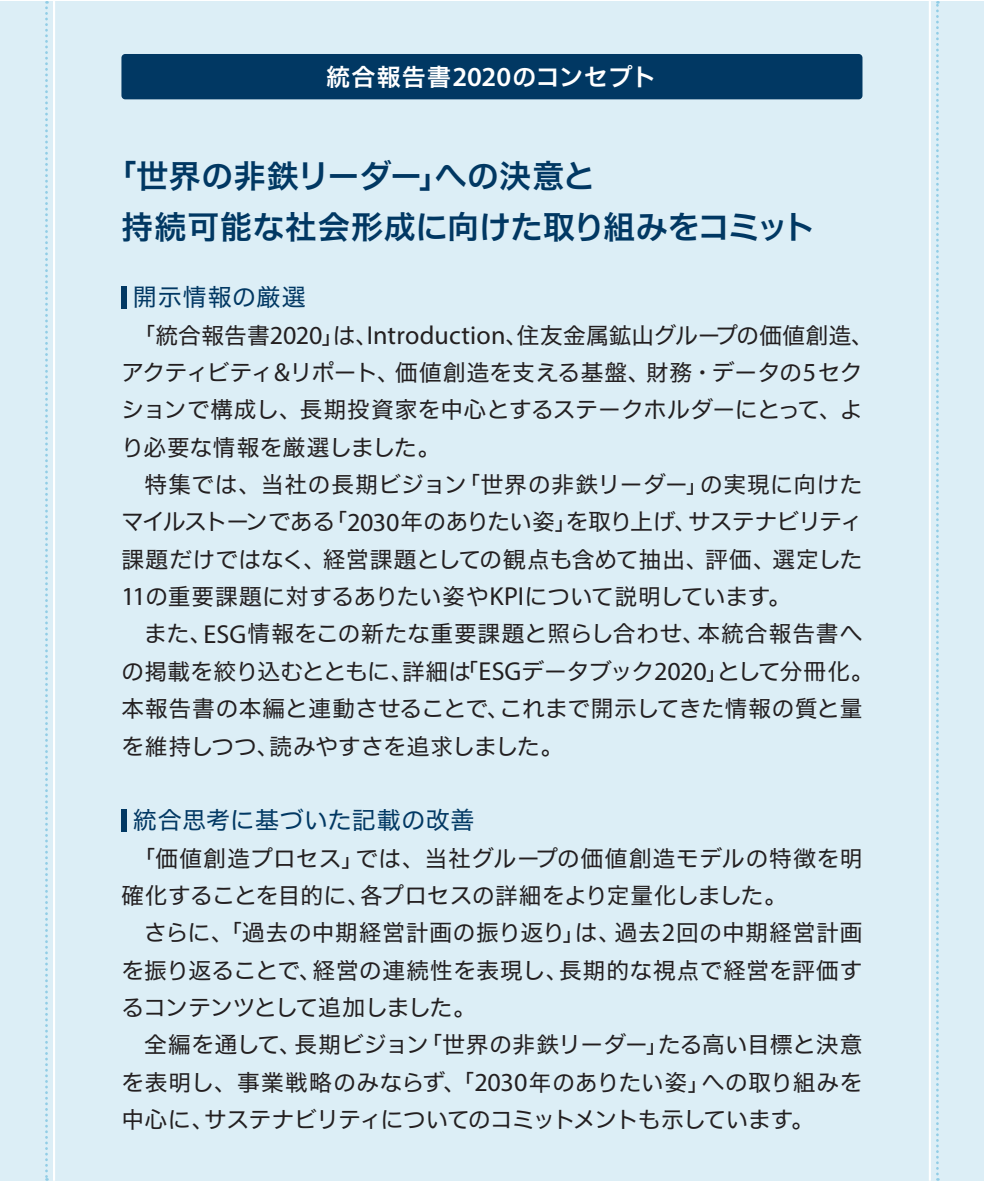 統合報告書2020のコンセプト
「世界の非鉄リーダー」への決意と
持続可能な社会形成に向けた取り組みをコミット
開示情報の厳選
「統合報告書2020」は、Introduction、住友金属鉱山グループの価値創造、
アクティビティ&リポート、価値創造を支える基盤、財務・データの5セク
ションで構成し、長期投資家を中心とするステークホルダーにとって、よ
り必要な情報を厳選しました。
特集では、当社の長期ビジョン「世界の非鉄リーダー」の実現に向けた
マイルストーンである「2030年のありたい姿」を取り上げ、サステナビリティ
課題だけではなく、経営課題としての観点も含めて抽出、評価、選定した
11の重要課題に対するありたい姿やKPIについて説明しています。
また、ESG情報をこの新たな重要課題と照らし合わせ、本統合報告書へ
の掲載を絞り込むとともに、詳細は「ESGデータブック2020」として分冊化。
本報告書の本編と連動させることで、これまで開示してきた情報の質と量
を維持しつつ、読みやすさを追求しました。
統合思考に基づいた記載の改善
「価値創造プロセス」では、当社グループの価値創造モデルの特徴を明
確化することを目的に、各プロセスの詳細をより定量化しました。
さらに、「過去の中期経営計画の振り返り」は、過去2回の中期経営計画
を振り返ることで、経営の連続性を表現し、長期的な視点で経営を評価す
るコンテンツとして追加しました。
全編を通して、長期ビジョン「世界の非鉄リーダー」たる高い目標と決意
を表明し、事業戦略のみならず、「2030年のありたい姿」への取り組みを
中心に、サステナビリティについてのコミットメントも示しています。